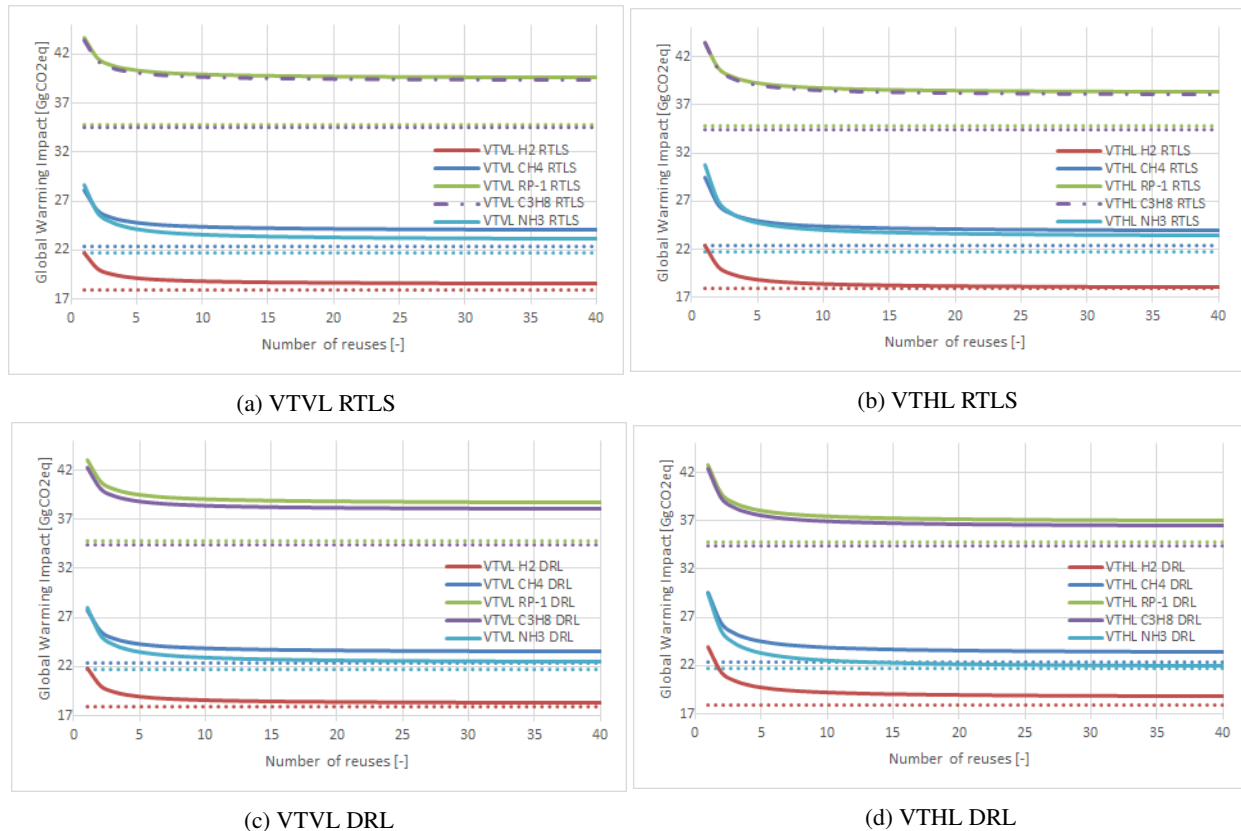 Global Warming Impact [GgCO2eq]
42
37
32
27
22
17
0 5 10 15 20 25 30 35 40
Number of reuses [-]
VTVL H2 RTLS
VTVL CH4 RTLS
VTVL RP-1 RTLS
VTVL C3H8 RTLS
VTVL NH3 RTLS
(a) VTVL RTLS
Global Warming Impact [GgCO2eq]
42
37
32
27
22
17
0 5 10 15 20 25 30 35 40
Number of reuses [-]
VTHL H2 RTLS
VTHL CH4 RTLS
VTHL RP-1 RTLS
VTHL C3H8 RTLS
VTHL NH3 RTLS
(b) VTHL RTLS
Global Warming Impact [GgCO2eq]
42
37
32
27
22
17
0 5 10 15 20 25 30 35 40
Number of reuses [-]
VTVL H2 DRL
VTVL CH4 DRL
VTVL RP-1 DRL
VTVL C3H8 DRL
VTVL NH3 DRL
(c) VTVL DRL
Global Warming Impact [GgCO2eq]
42
37
32
27
22
17
0 5 10 15 20 25 30 35 40
Number of reuses [-]
VTHL H2 DRL
VTHL CH4 DRL
VTHL RP-1 DRL
VTHL C3H8 DRL
VTHL NH3 DRL
(d) VTHL DRL